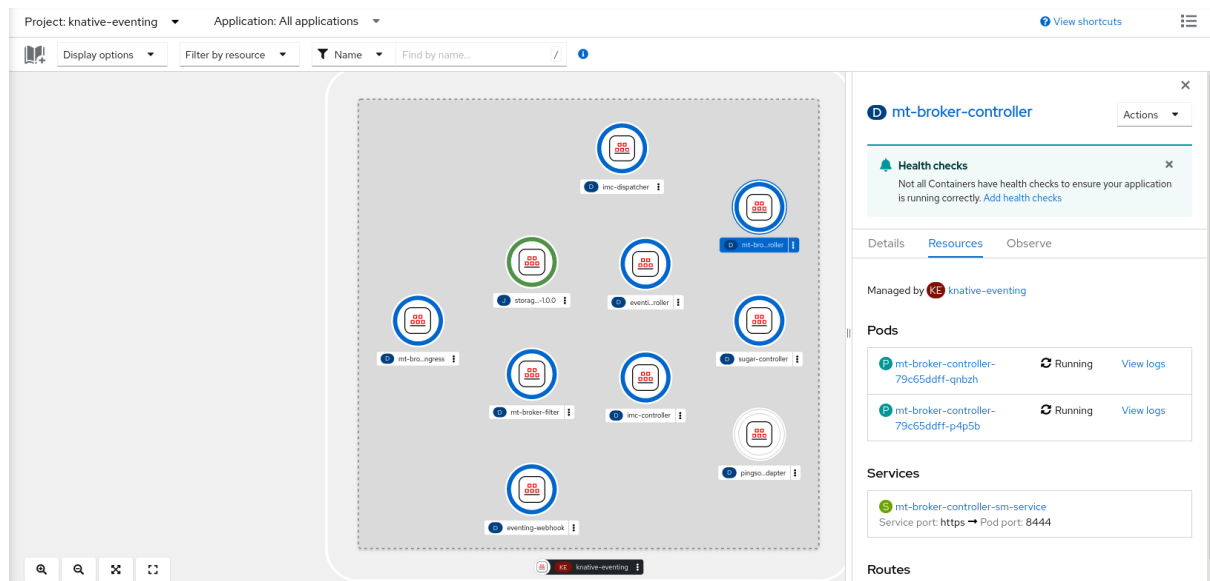 Project: knative-eventing
Application: All applications
View shortcuts
Display options
Filter by resource
Name
Find by name...
/
D mt-broker-controller
Actions
Health checks
Not all Containers have health checks to ensure your application
is running correctly. Add health checks
Details
Resources
Observe
Managed by KE knative-eventing
Pods
P mt-broker-controller-
79c65ddff-qnbzh
Running
View logs
P mt-broker-controller-
79c65ddff-p4p5b
Running
View logs
Services
S mt-broker-controller-sm-service
Service port: https → Pod port: 8444
Routes
D imc-dispatcher
D mt-bro...roller
J storag...-1.0.0
D eventi...roller
D mt-bro...ngress
D sugar-controller
D mt-broker-filter
D imc-controller
D pingso...dapter
D eventing-webhook
KE knative-eventing